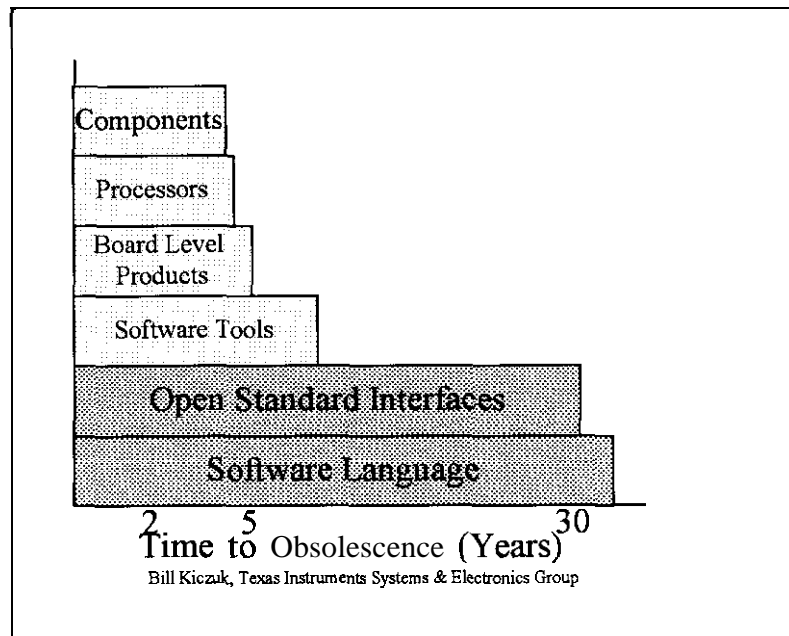 Components
Processors
Board Level
Products
Software Tools
Open Standard Interfaces
Software Language
2 5 30
Time to Obsolescence (Years)
Bill Kiczuk, Texas Instruments Systems & Electronics Group